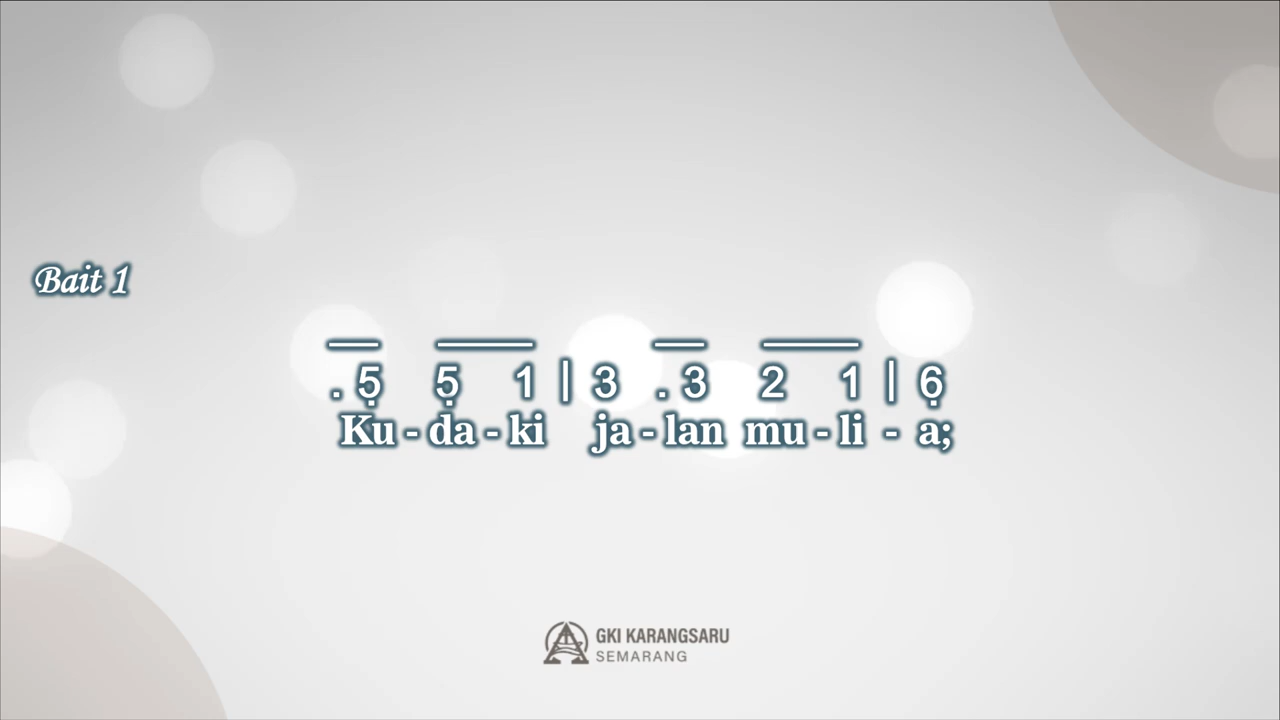 Bait 1
. 5̣ 5̣ 1 | 3 . 3 2 1 | 6̣
Ku - da - ki ja - lan mu - li - a;
GKI KARANGSARU
SEMARANG